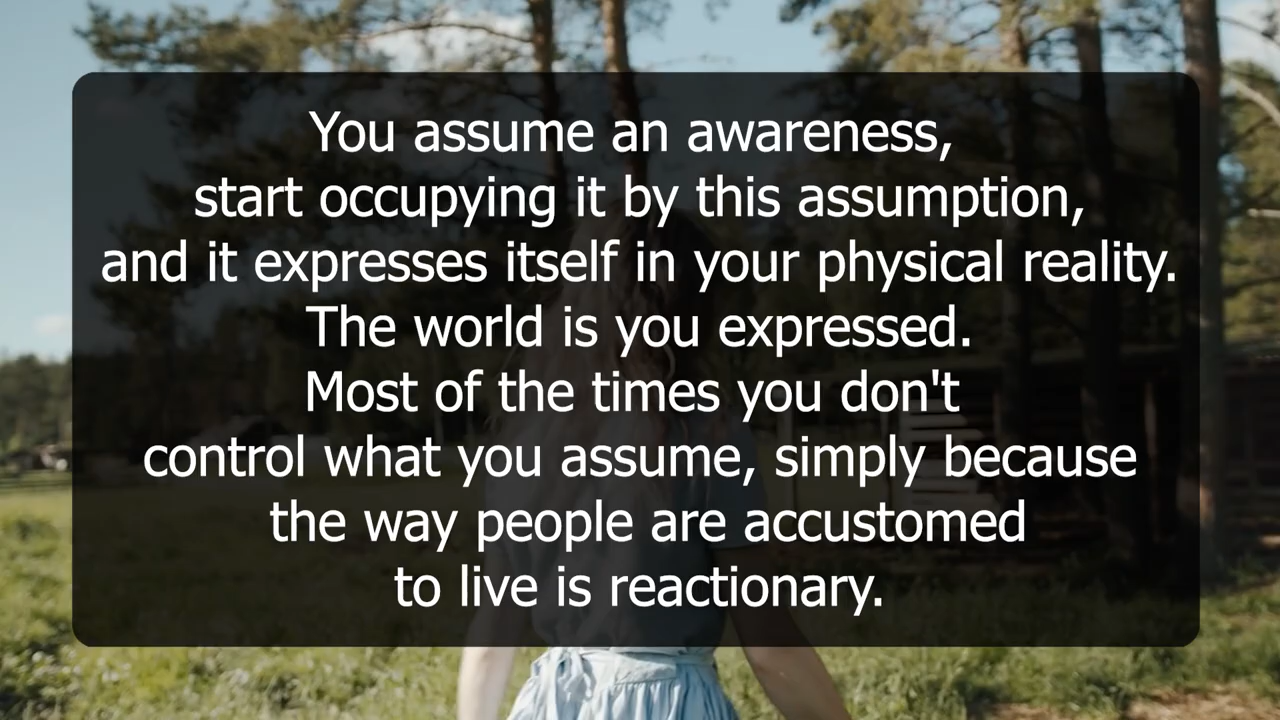 You assume an awareness,
start occupying it by this assumption,
and it expresses itself in your physical reality.
The world is you expressed.
Most of the times you don't
control what you assume, simply because
the way people are accustomed
to live is reactionary.